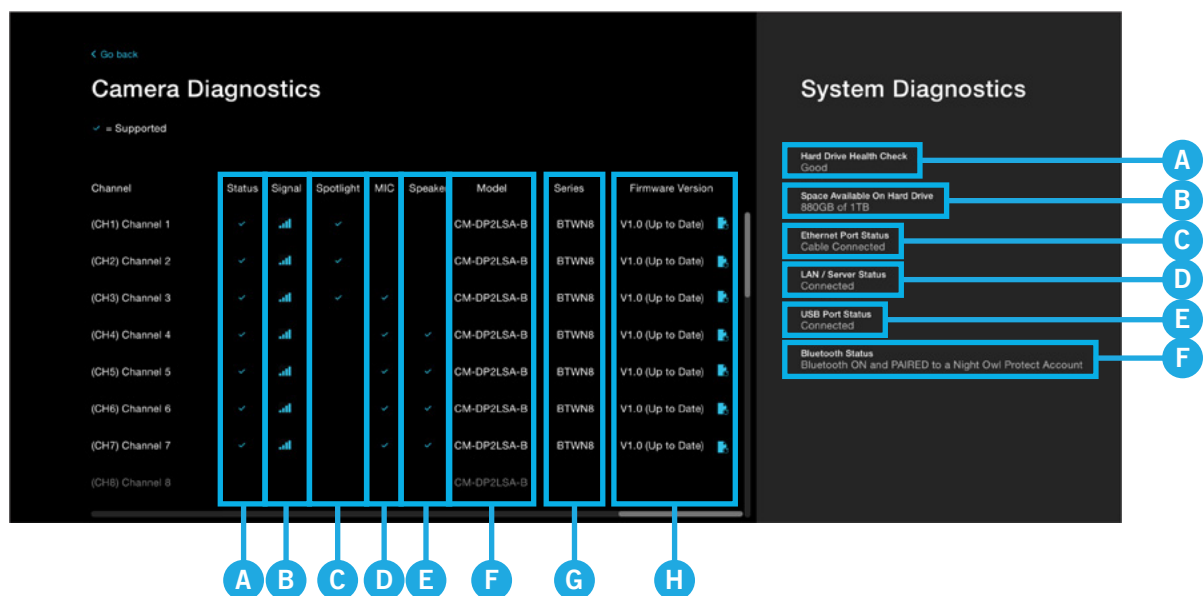 Go back
Camera Diagnostics
System Diagnostics
✓ = Supported
Hard Drive Health Check
Good
A
Space Available On Hard Drive
880GB of 1TB
B
Ethernet Port Status
Cable Connected
C
LAN / Server Status
Connected
D
USB Port Status
Connected
E
Bluetooth Status
Bluetooth ON and PAIRED to a Night Owl Protect Account
F
Channel Status Signal Spotlight MIC Speake Model Series Firmware Version
(CH1) Channel 1 ✓ ✓ CM-DP2LSA-B BTWN8 V1.0 (Up to Date)
(CH2) Channel 2 ✓ ✓ CM-DP2LSA-B BTWN8 V1.0 (Up to Date)
(CH3) Channel 3 ✓ ✓ ✓ CM-DP2LSA-B BTWN8 V1.0 (Up to Date)
(CH4) Channel 4 ✓ ✓ ✓ CM-DP2LSA-B BTWN8 V1.0 (Up to Date)
(CH5) Channel 5 ✓ ✓ ✓ CM-DP2LSA-B BTWN8 V1.0 (Up to Date)
(CH6) Channel 6 ✓ ✓ ✓ CM-DP2LSA-B BTWN8 V1.0 (Up to Date)
(CH7) Channel 7 ✓ ✓ ✓ CM-DP2LSA-B BTWN8 V1.0 (Up to Date)
(CH8) Channel 8 CM-DP2LSA-B
A B C D E F G H